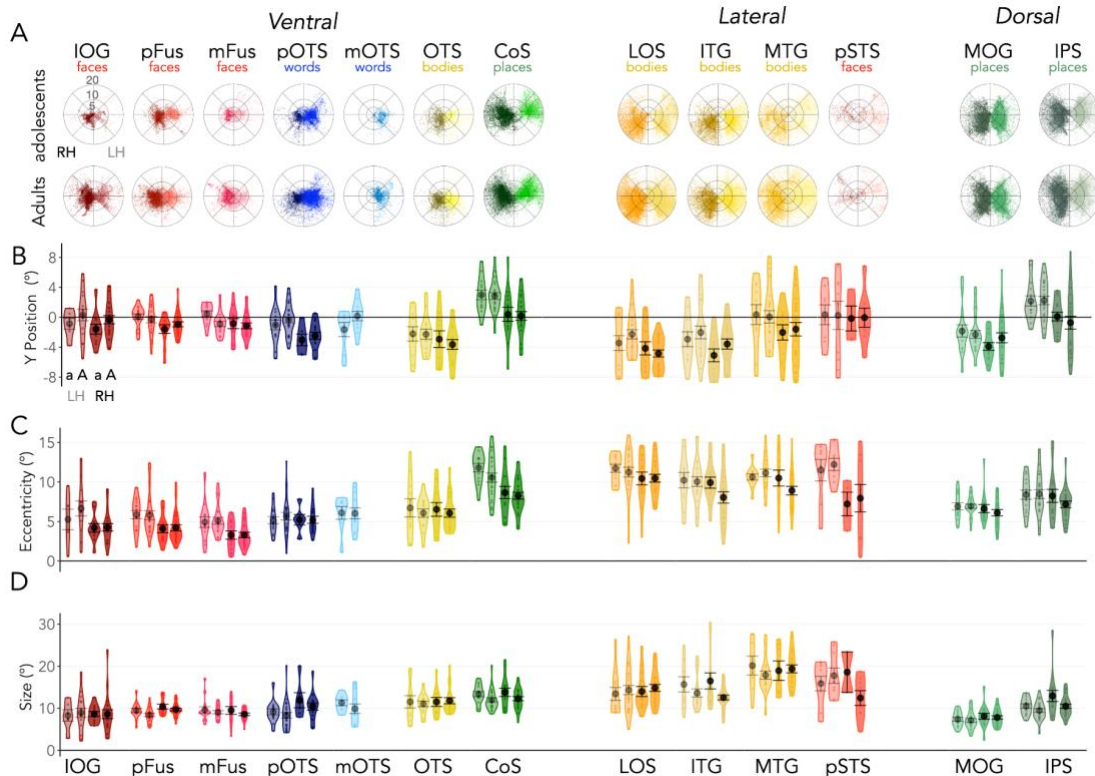 Ventral Lateral Dorsal
A
IOG pFus mFus pOTS mOTS OTS CoS LOS ITG MTG pSTS MOG IPS
faces faces faces words words bodies places bodies bodies bodies faces places places
20
10
5
adolescents
RH LH
Adults
B
Y Position (°)
4
0
-4
-8
a A a A
LH RH
C
Eccentricity (°)
15
10
5
0
D
Size (°)
30
20
10
0
IOG pFus mFus pOTS mOTS OTS CoS LOS ITG MTG pSTS MOG IPS